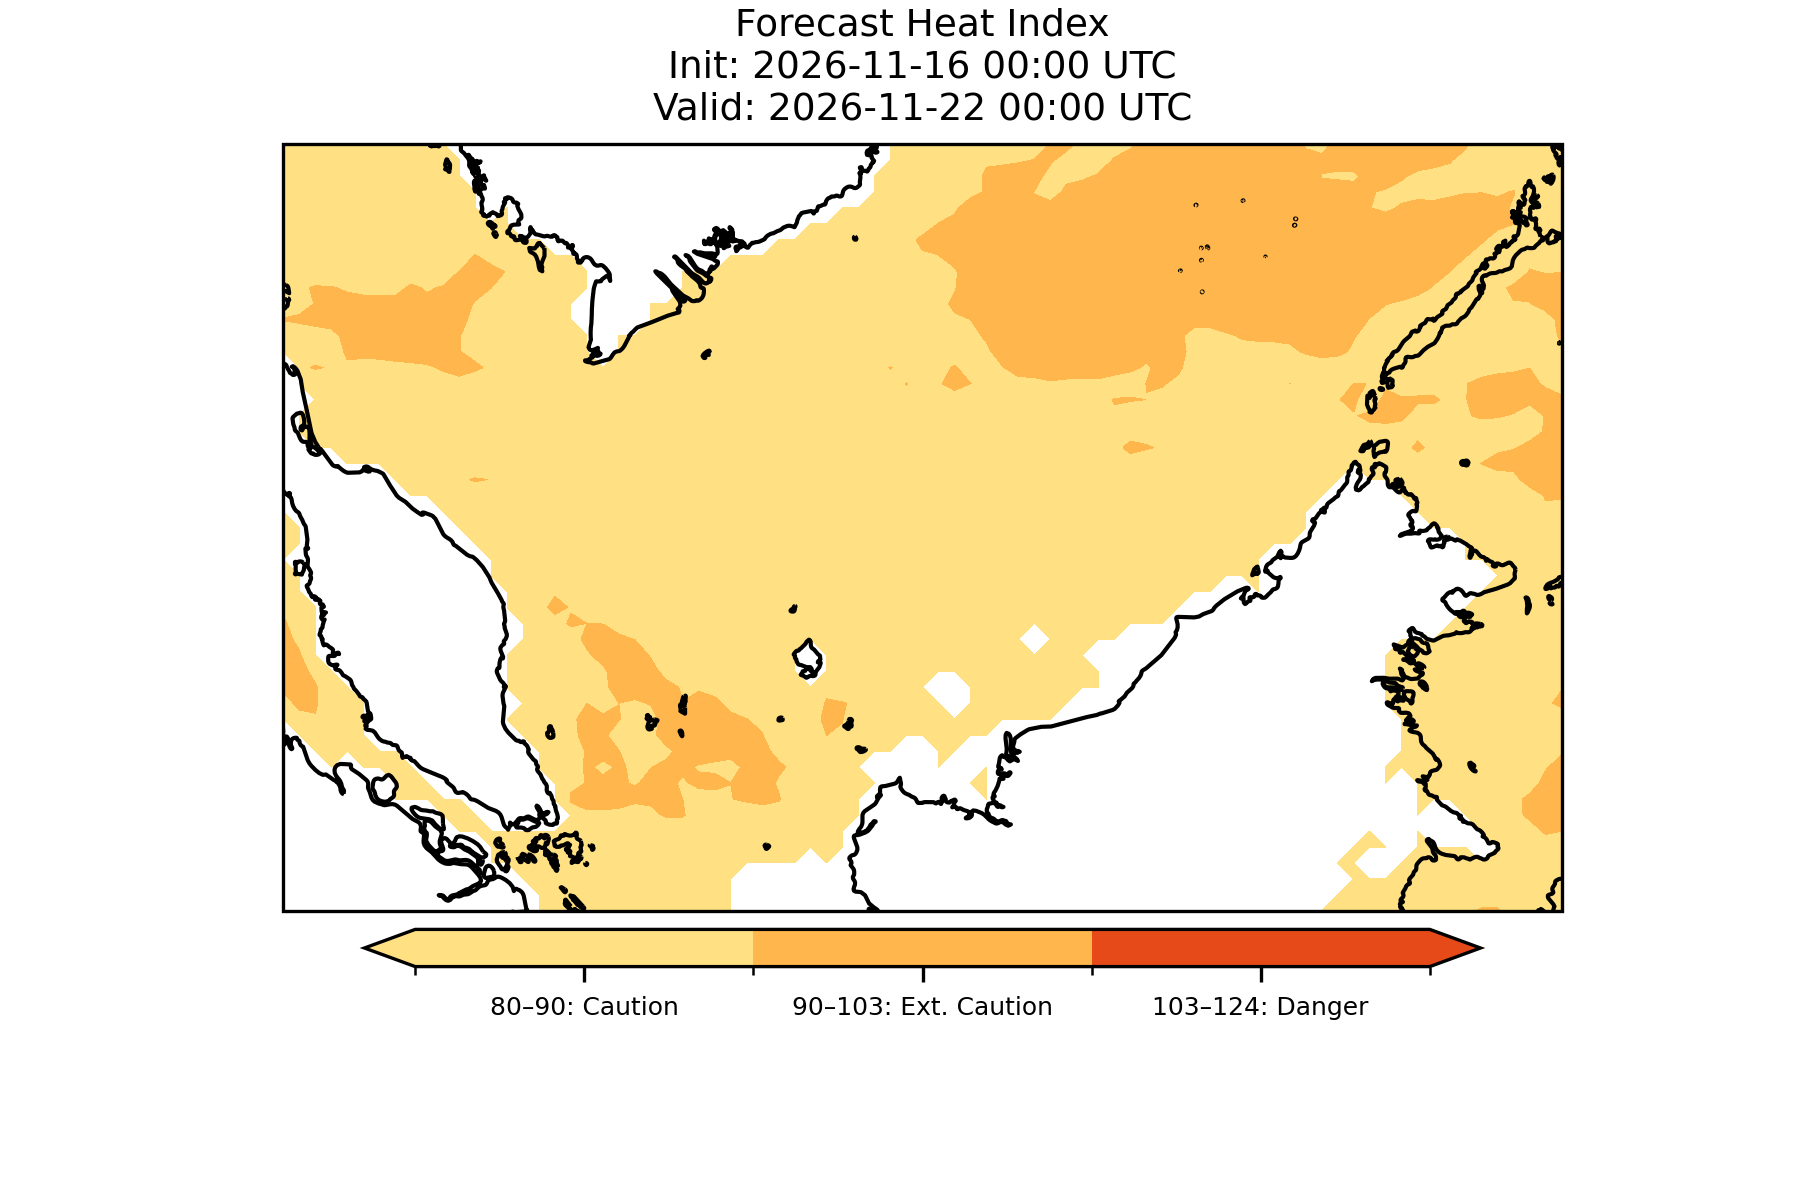 Forecast Heat Index
Init: 2026-11-16 00:00 UTC
Valid: 2026-11-22 00:00 UTC
80–90: Caution
90–103: Ext. Caution
103–124: Danger